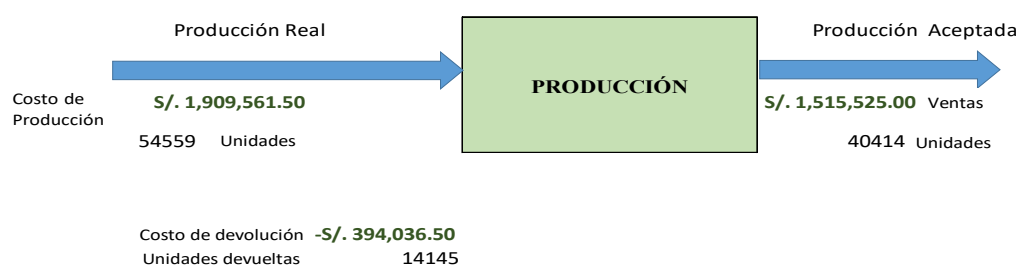 Producción Real
Producción Aceptada
PRODUCCIÓN
Costo de
Producción
S/. 1,909,561.50
S/. 1,515,525.00 Ventas
54559 Unidades
40414 Unidades
Costo de devolución -S/. 394,036.50
Unidades devueltas 14145